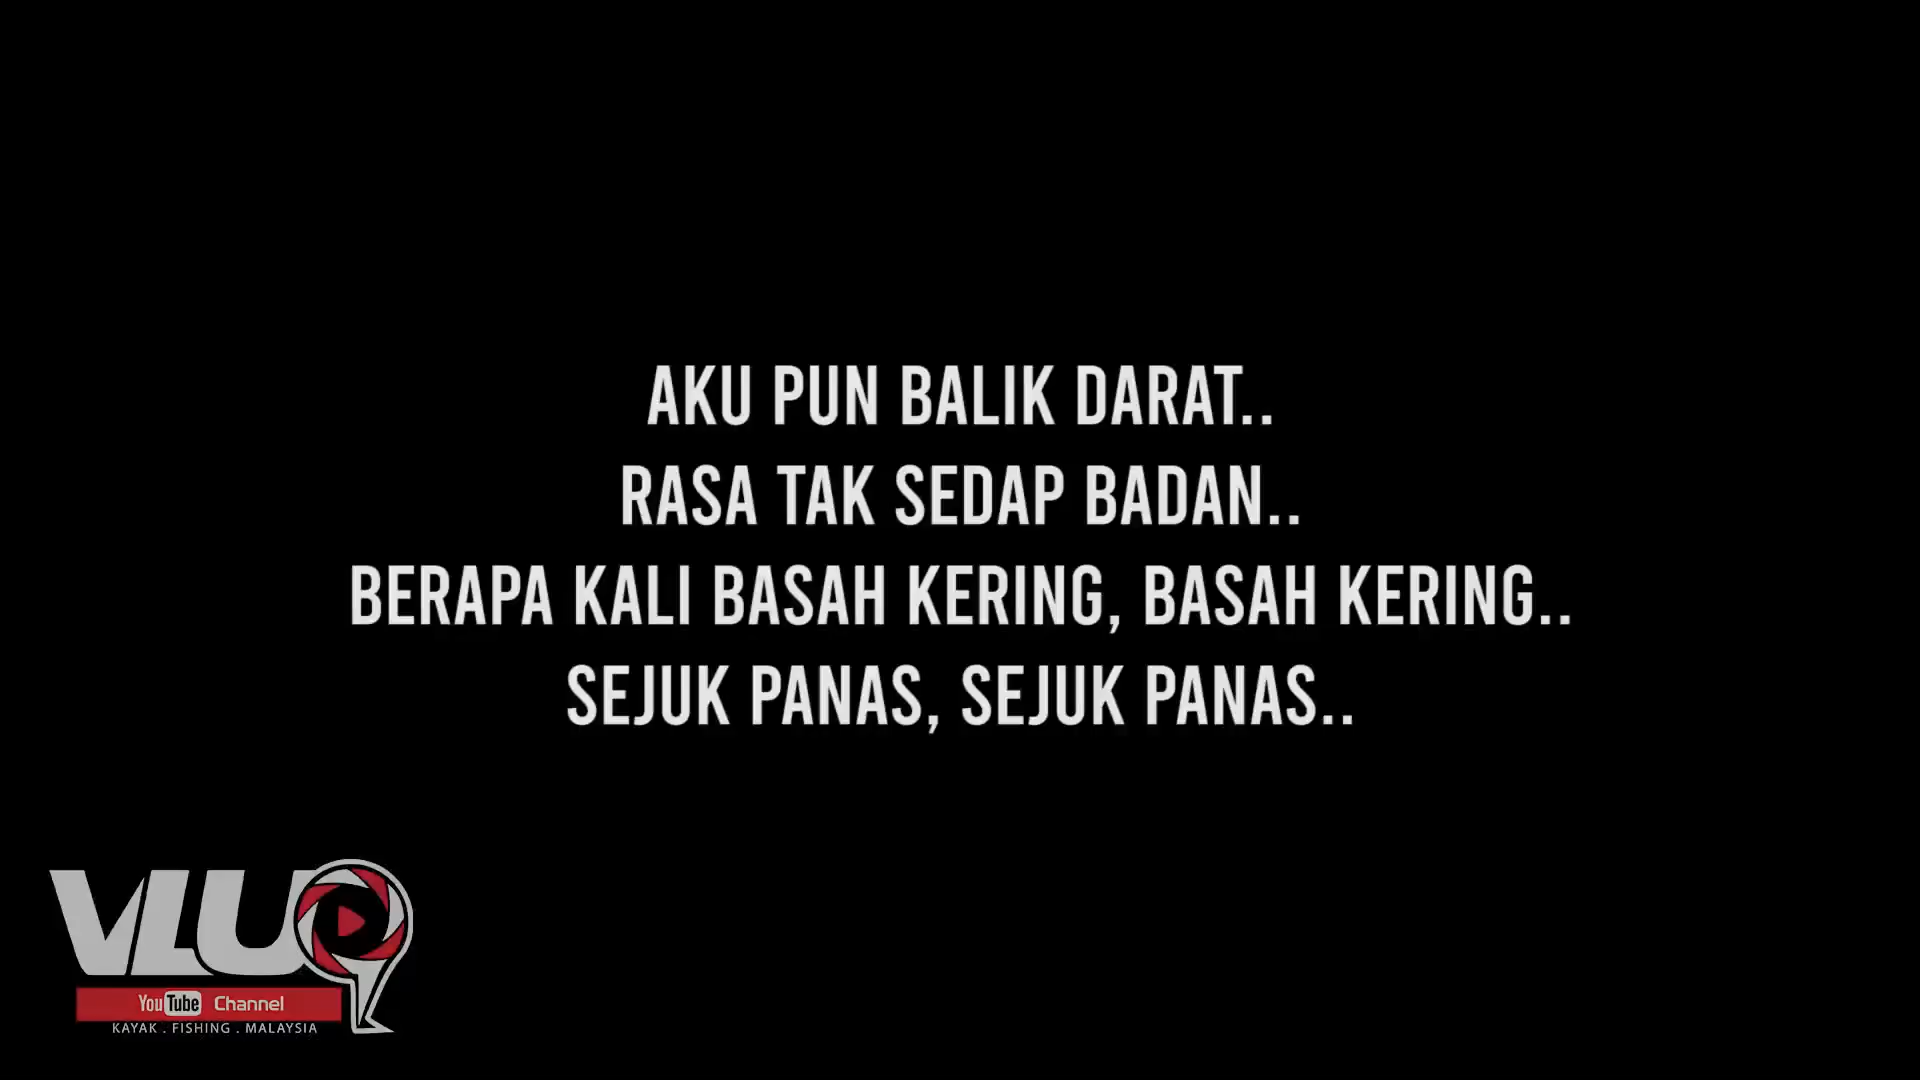 AKU PUN BALIK DARAT..
RASA TAK SEDAP BADAN..
BERAPA KALI BASAH KERING, BASAH KERING..
SEJUK PANAS, SEJUK PANAS..
VLUQ
YouTube Channel
KAYAK . FISHING . MALAYSIA